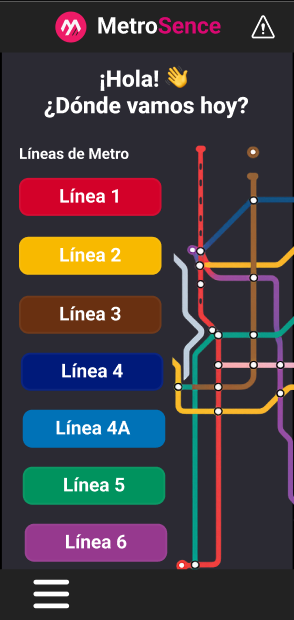 MetroSence
¡Hola! 👋
¿Dónde vamos hoy?
Líneas de Metro
Línea 1
Línea 2
Línea 3
Línea 4
Línea 4A
Línea 5
Línea 6